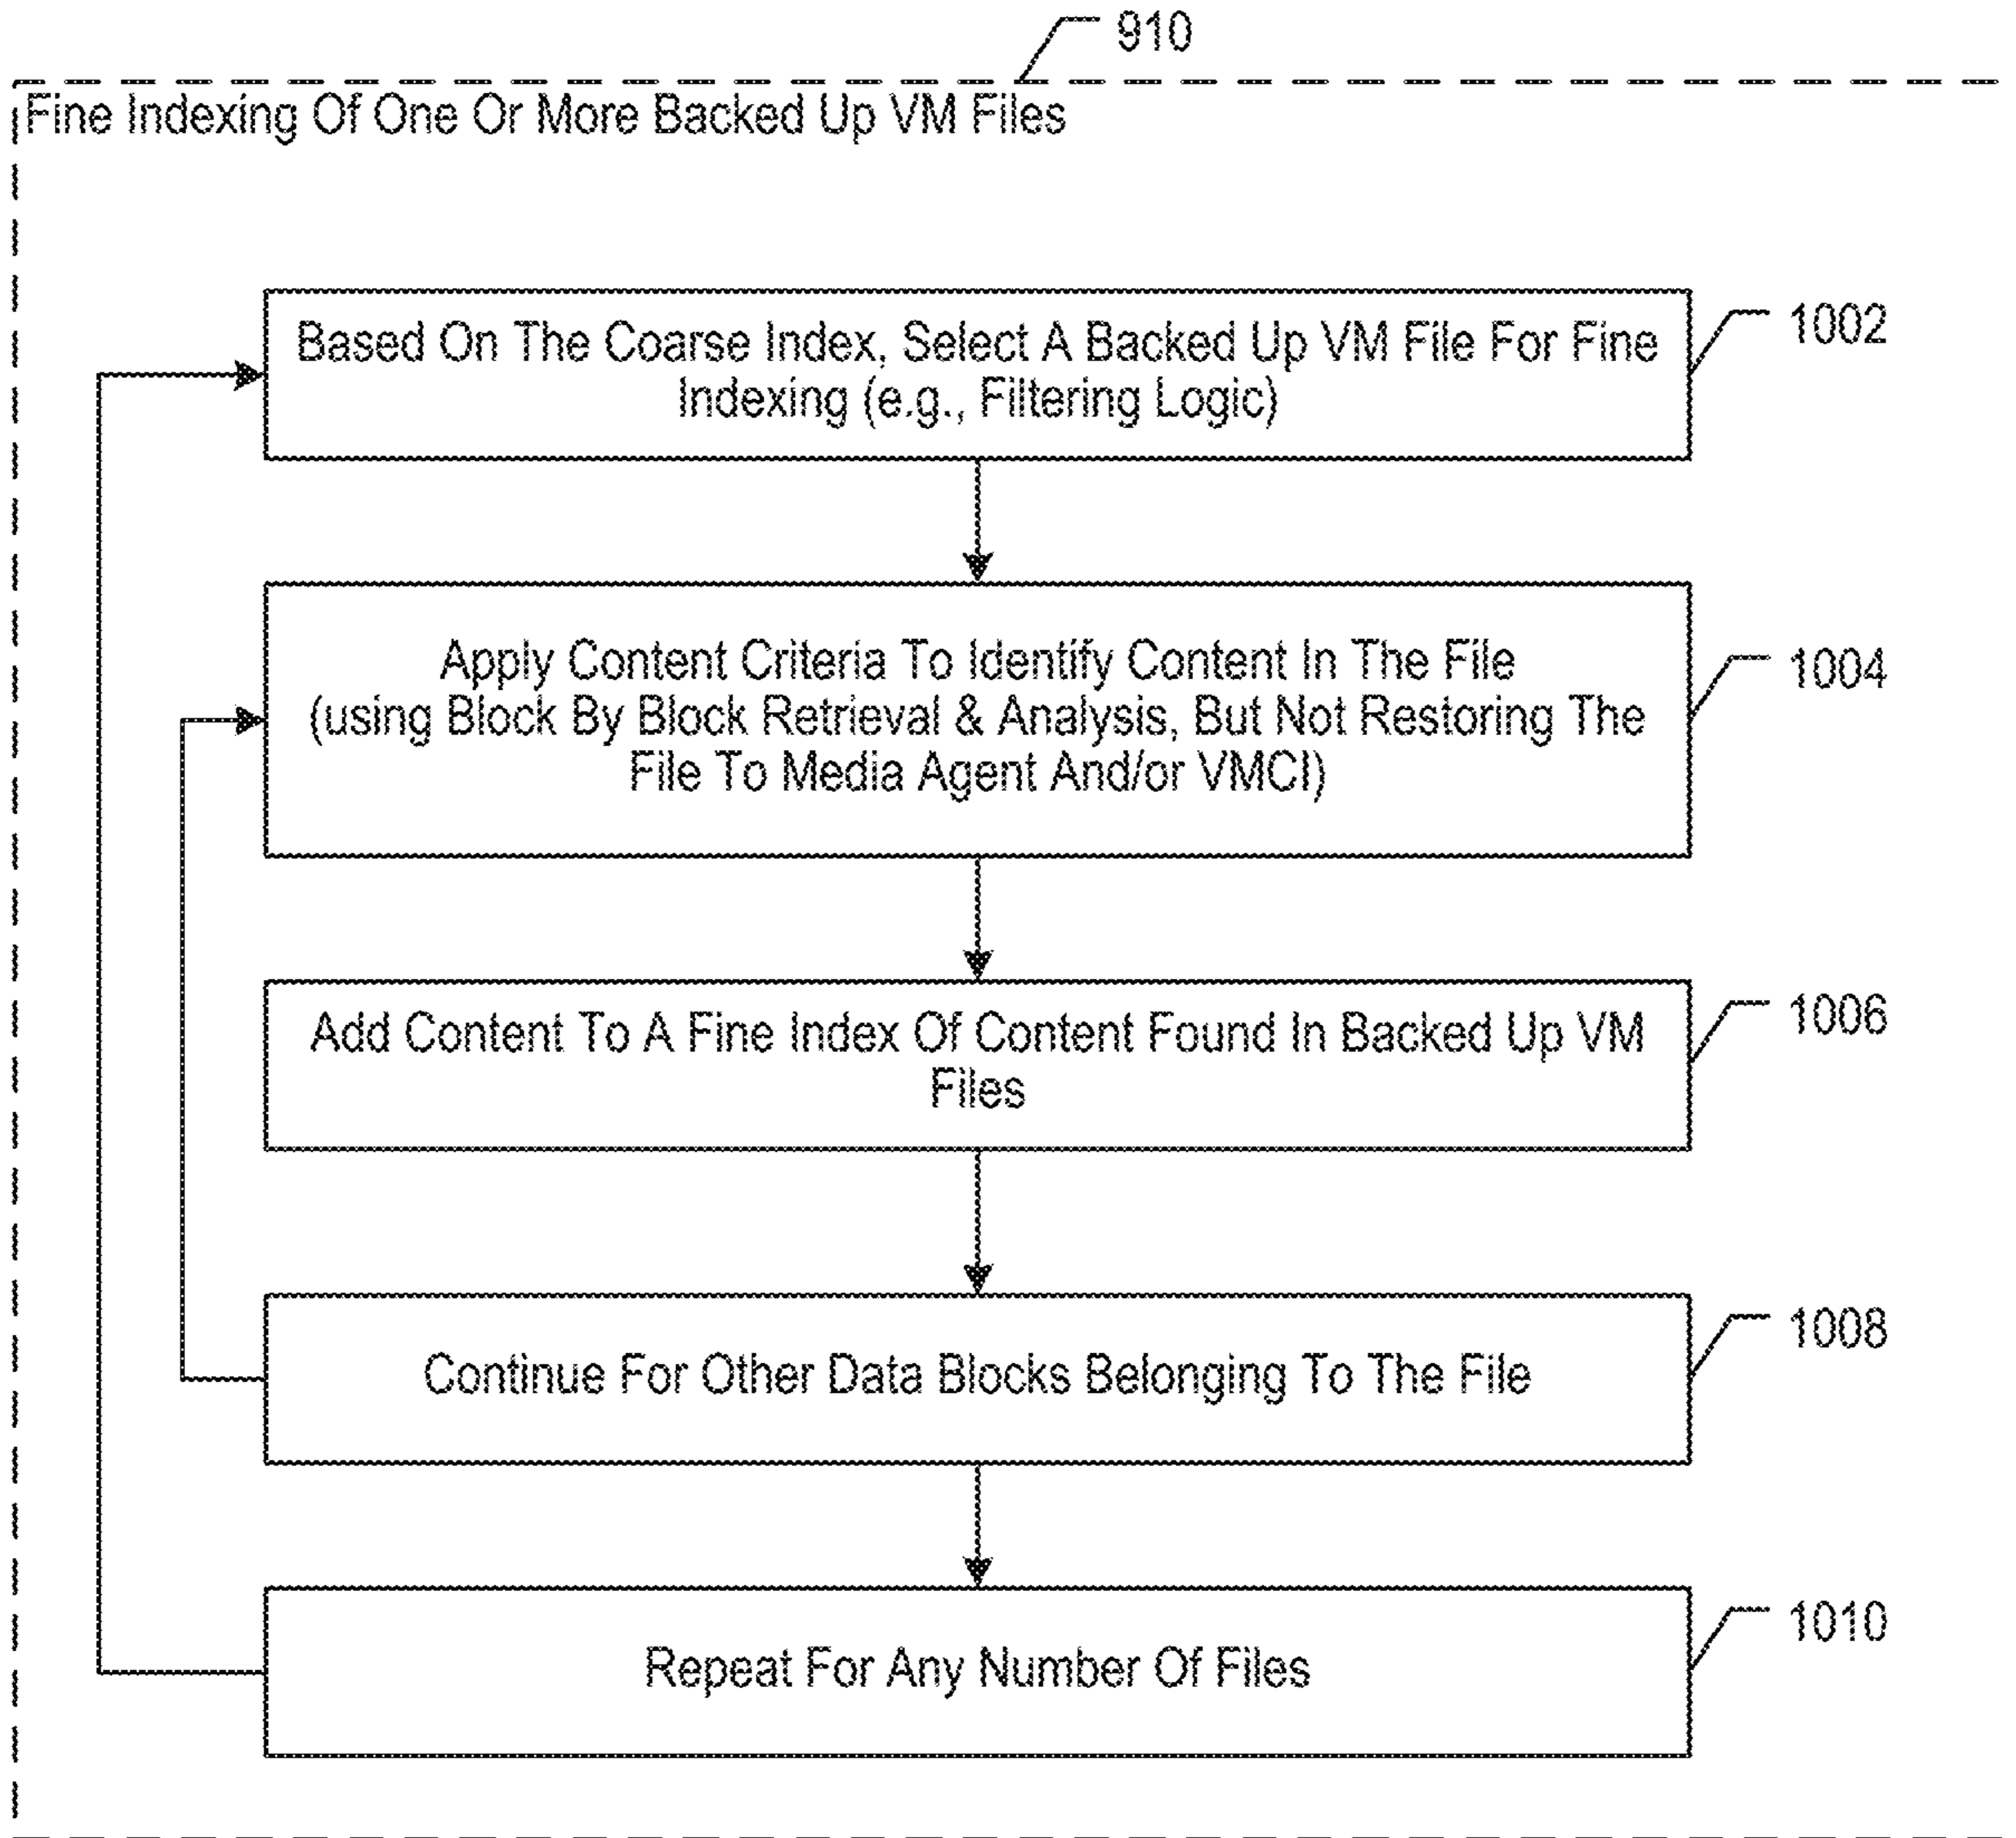 910
Fine Indexing Of One Or More Backed Up VM Files
Based On The Coarse Index, Select A Backed Up VM File For Fine
Indexing (e.g., Filtering Logic)
1002
Apply Content Criteria To Identify Content In The File
(using Block By Block Retrieval & Analysis, But Not Restoring The
File To Media Agent And/or VMCI)
1004
Add Content To A Fine Index Of Content Found In Backed Up VM
Files
1006
Continue For Other Data Blocks Belonging To The File
1008
Repeat For Any Number Of Files
1010